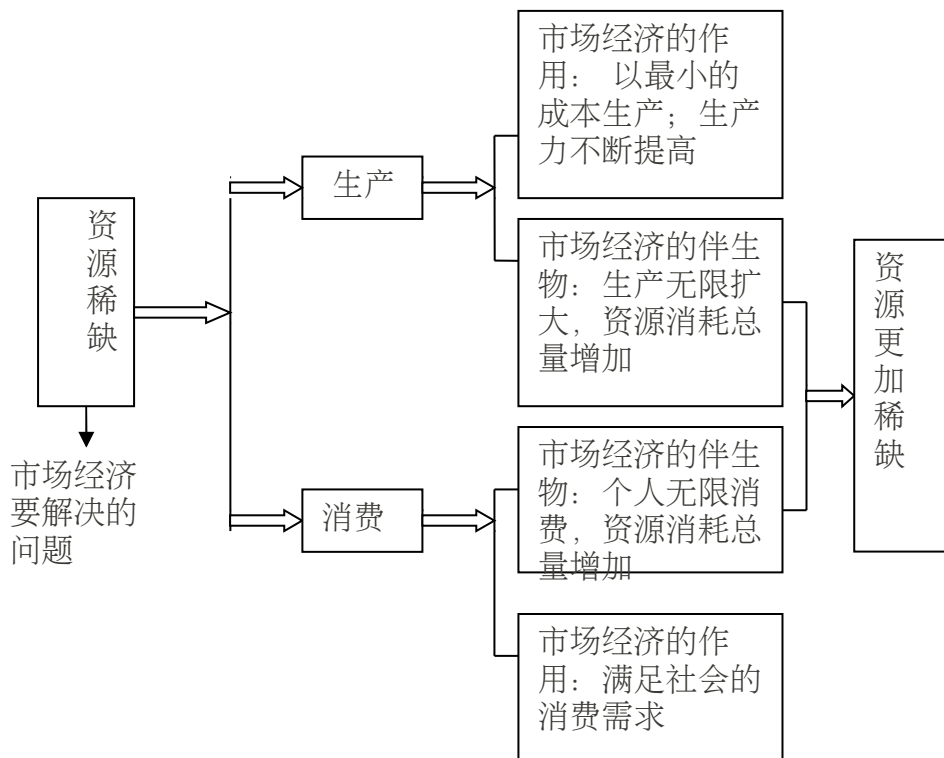 资
源
稀
缺
市场经济
要解决的
问题
生产
消费
市场经济的作
用： 以最小的
成本生产；生产
力不断提高
市场经济的伴生
物：生产无限扩
大，资源消耗总
量增加
市场经济的伴生
物：个人无限消
费，资源消耗总
量增加
市场经济的作
用：满足社会的
消费需求
资
源
更
加
稀
缺